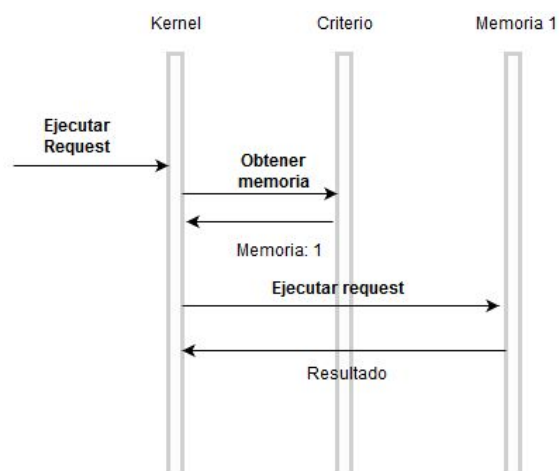 Kernel
Criterio
Memoria 1
Ejecutar
Request
Obtener
memoria
Memoria: 1
Ejecutar request
Resultado